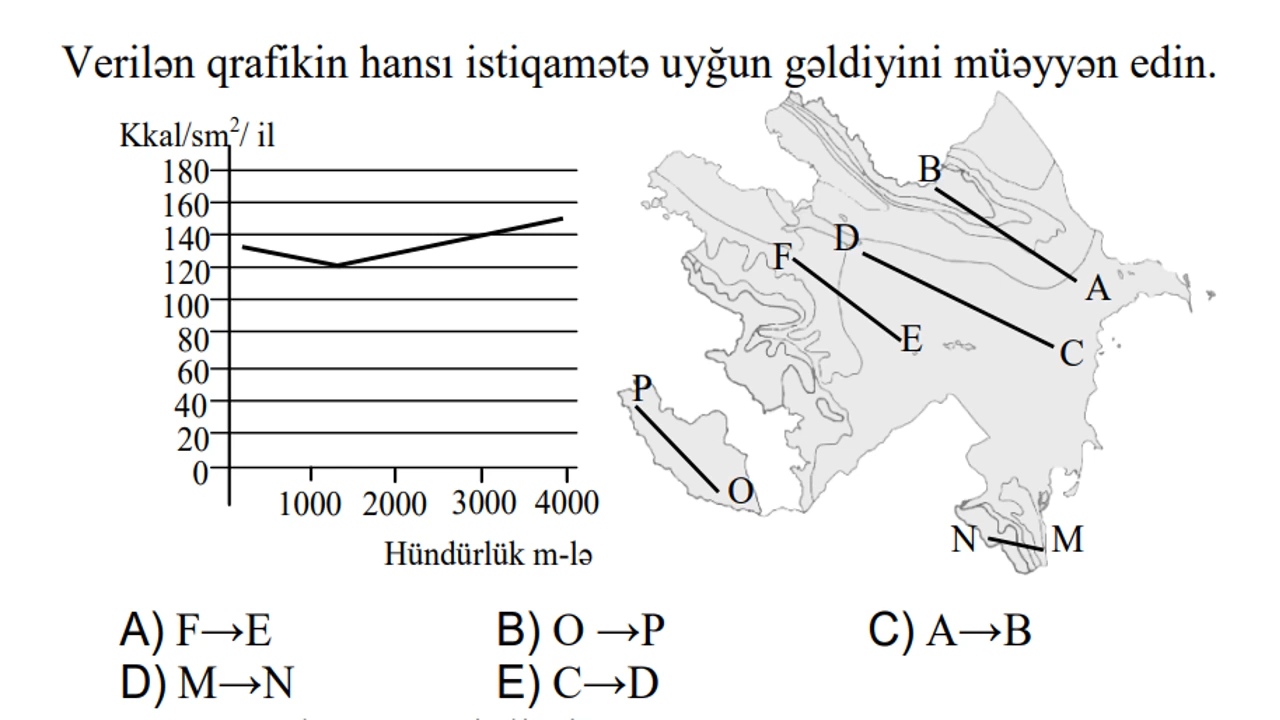 Verilən qrafikin hansı istiqamətə uyğun gəldiyini müəyyən edin.
Kkal/sm²/ il
180
160
140
120
100
80
60
40
20
0
1000 2000 3000 4000
Hündürlük m-lə
B
D
F
A
E
C
P
O
N M
A) F→E B) O →P C) A→B
D) M→N E) C→D